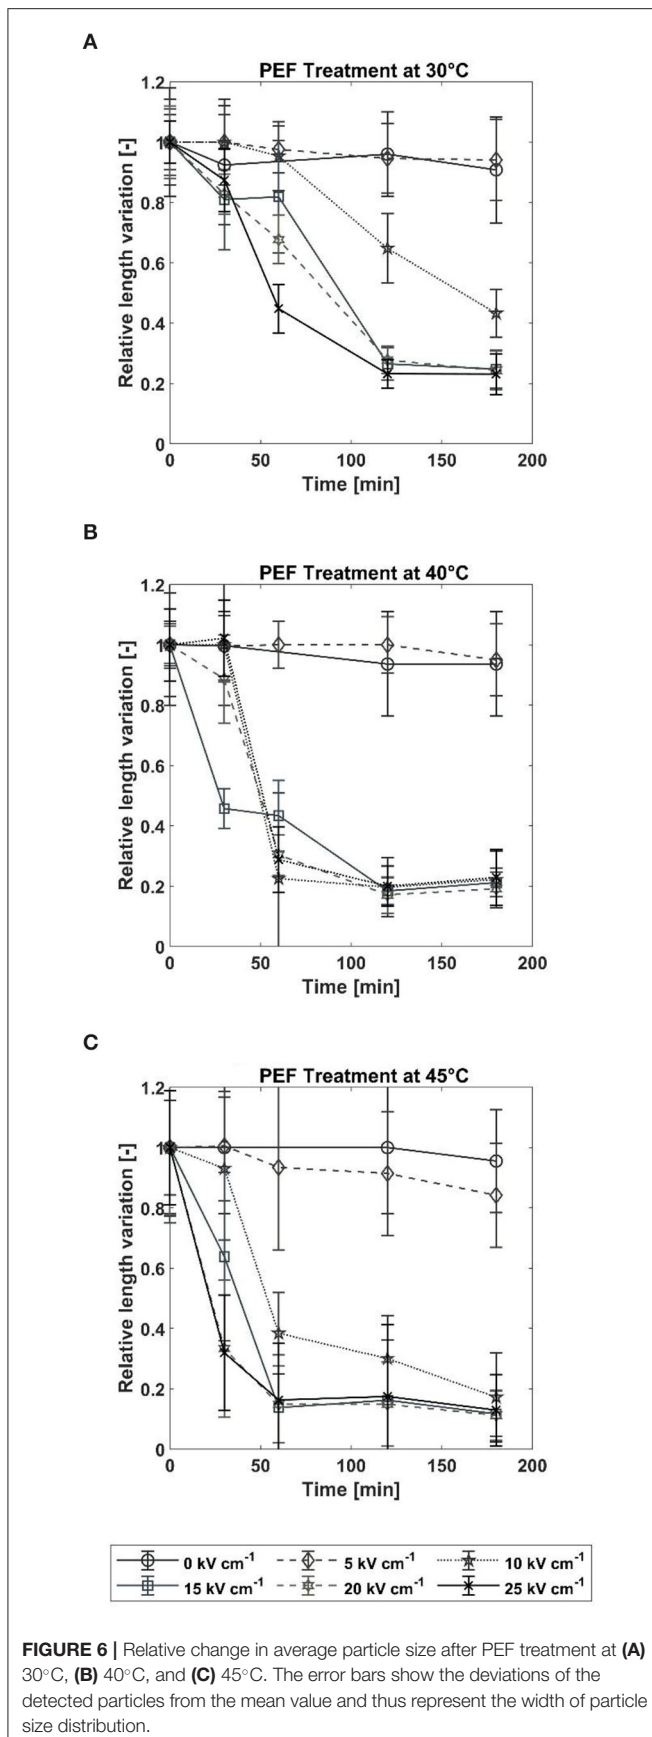 A
PEF Treatment at 30°C
1.2
1
0.8
0.6
0.4
0.2
0
Relative length variation [-]
0 50 100 150 200
Time [min]
B
PEF Treatment at 40°C
1.2
1
0.8
0.6
0.4
0.2
0
Relative length variation [-]
0 50 100 150 200
Time [min]
C
PEF Treatment at 45°C
1.2
1
0.8
0.6
0.4
0.2
0
Relative length variation [-]
0 50 100 150 200
Time [min]
0 kV cm⁻¹ 5 kV cm⁻¹ 10 kV cm⁻¹
15 kV cm⁻¹ 20 kV cm⁻¹ 25 kV cm⁻¹
FIGURE 6 | Relative change in average particle size after PEF treatment at (A)
30°C, (B) 40°C, and (C) 45°C. The error bars show the deviations of the
detected particles from the mean value and thus represent the width of particle
size distribution.